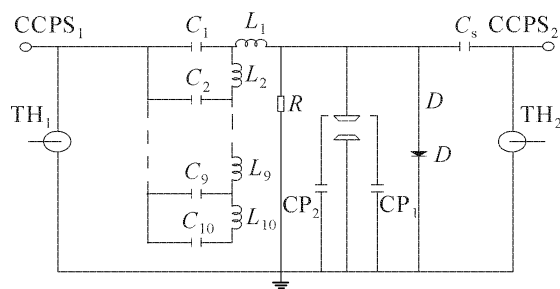 CCPS₁ C₁ L₁ Cₛ CCPS₂
C₂ L₂
TH₁ R D TH₂
D
L₉
C₉ CP₂ CP₁
L₁₀
C₁₀